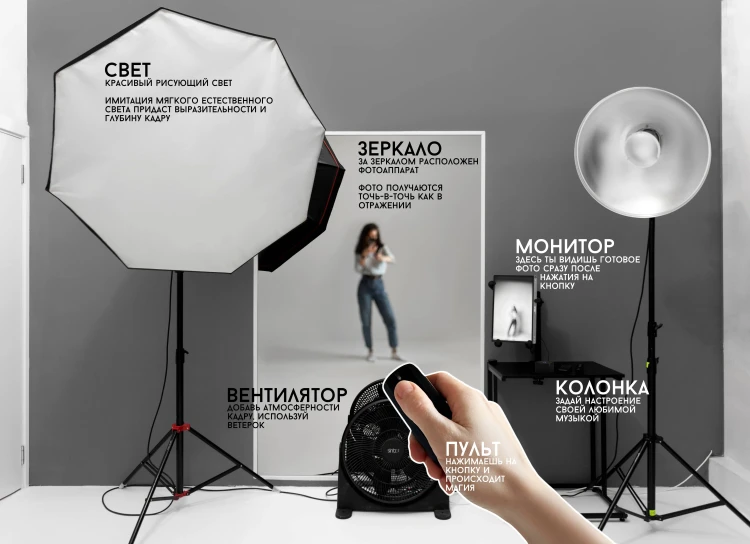 СВЕТ
КРАСИВЫЙ РИСУЮЩИЙ СВЕТ
ИМИТАЦИЯ МЯГКОГО ЕСТЕСТВЕННОГО
СВЕТА ПРИДАСТ ВЫРАЗИТЕЛЬНОСТИ И
ГЛУБИНУ КАДРУ
ЗЕРКАЛО
ЗА ЗЕРКАЛОМ РАСПОЛОЖЕН
ФОТОАППАРАТ
ФОТО ПОЛУЧАЮТСЯ
ТОЧЬ-В-ТОЧЬ КАК В
ОТРАЖЕНИИ
МОНИТОР
ЗДЕСЬ ТЫ ВИДИШЬ ГОТОВОЕ
ФОТО СРАЗУ ПОСЛЕ
НАЖАТИЯ НА
КНОПКУ
ВЕНТИЛЯТОР
ДОБАВЬ АТМОСФЕРНОСТИ
КАДРУ, ИСПОЛЬЗУЙ
ВЕТЕРОК
КОЛОНКА
ЗАДАЙ НАСТРОЕНИЕ
СВОЕЙ ЛЮБИМОЙ
МУЗЫКОЙ
ПУЛЬТ
НАЖИМАЕШЬ НА
КНОПКУ И
ПРОИСХОДИТ
МАГИЯ